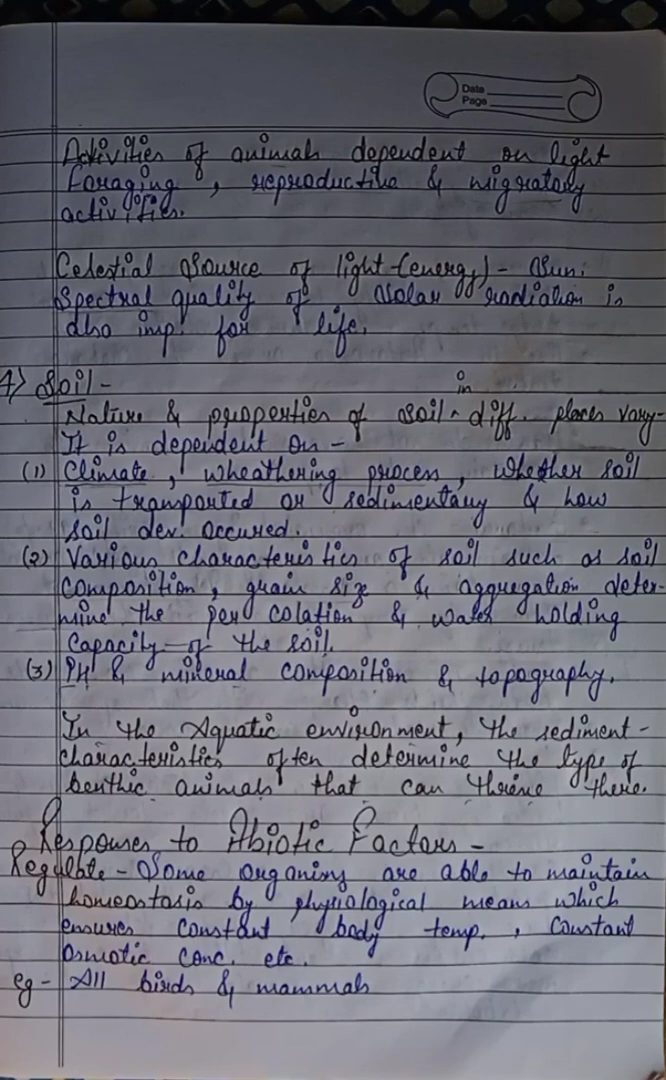 Date
Page
Activities of animals dependent on light
Foraging, reproductive & migratory
activities.
Celestial source of light (energy) - Sun.
Spectral quality of solar radiation is
also imp. for life.
4) Soil -
Nature & properties of soil ^ in diff. places vary-
It is dependent on -
(1) Climate, wheathering process, whether soil
is transported or sedimentary & how
soil dev. occured.
(2) Various characteristics of soil such as soil
composition, grain size & aggregation deter-
mine the percolation & water holding
Capacity of the soil.
(3) PH & mineral composition & topography.
In the Aquatic environment, the sediment-
characteristics often determine the type of
benthic animals that can thrive there.
Responses to Abiotic Factors -
Regulate - Some organisms are able to maintain
homeostasis by physiological means which
ensures constant body temp., constant
osmotic conc. etc.
eg - All birds & mammals